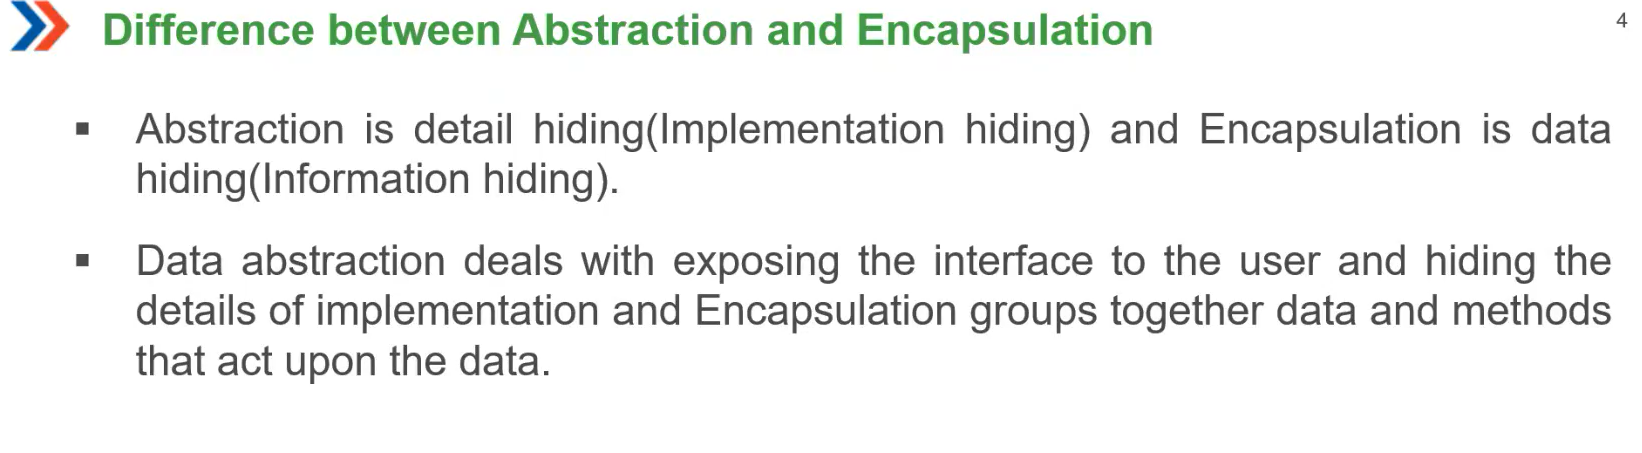 Difference between Abstraction and Encapsulation
4
▪ Abstraction is detail hiding(Implementation hiding) and Encapsulation is data
hiding(Information hiding).
▪ Data abstraction deals with exposing the interface to the user and hiding the
details of implementation and Encapsulation groups together data and methods
that act upon the data.